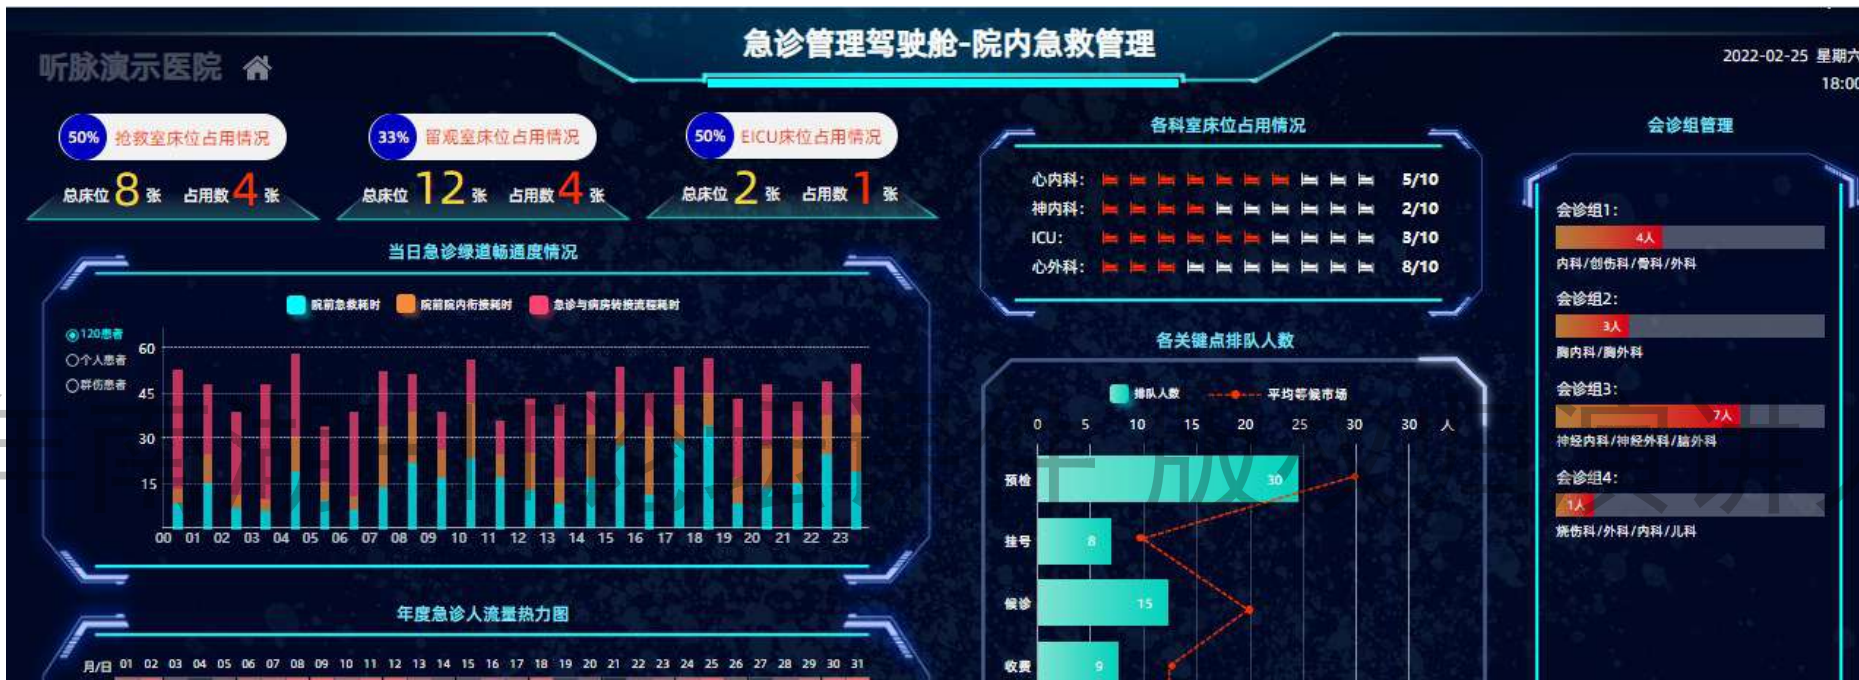 急诊管理驾驶舱-院内急救管理
听脉演示医院
2022-02-25 星期六
18:00
50% 抢救室床位占用情况
总床位 8 张 占用数 4 张
33% 留观室床位占用情况
总床位 12 张 占用数 4 张
50% EICU床位占用情况
总床位 2 张 占用数 1 张
当日急诊绿道畅通度情况
院前急救耗时 院前院内衔接耗时 急诊与病房转接流程耗时
120患者
个人患者
群伤患者
60
45
30
15
00 01 02 03 04 05 06 07 08 09 10 11 12 13 14 15 16 17 18 19 20 21 22 23
年度急诊人流量热力图
月/日 01 02 03 04 05 06 07 08 09 10 11 12 13 14 15 16 17 18 19 20 21 22 23 24 25 26 27 28 29 30 31
各科室床位占用情况
心内科: 5/10
神内科: 2/10
ICU: 3/10
心外科: 8/10
各关键点排队人数
排队人数 平均等候市场
0 5 10 15 20 25 30 30 人
预检 30
挂号 8
候诊 15
收费 9
会诊组管理
会诊组1:
4人
内科/创伤科/骨科/外科
会诊组2:
3人
胸内科/胸外科
会诊组3:
7人
神经内科/神经外科/脑外科
会诊组4:
1人
烧伤科/外科/内科/儿科